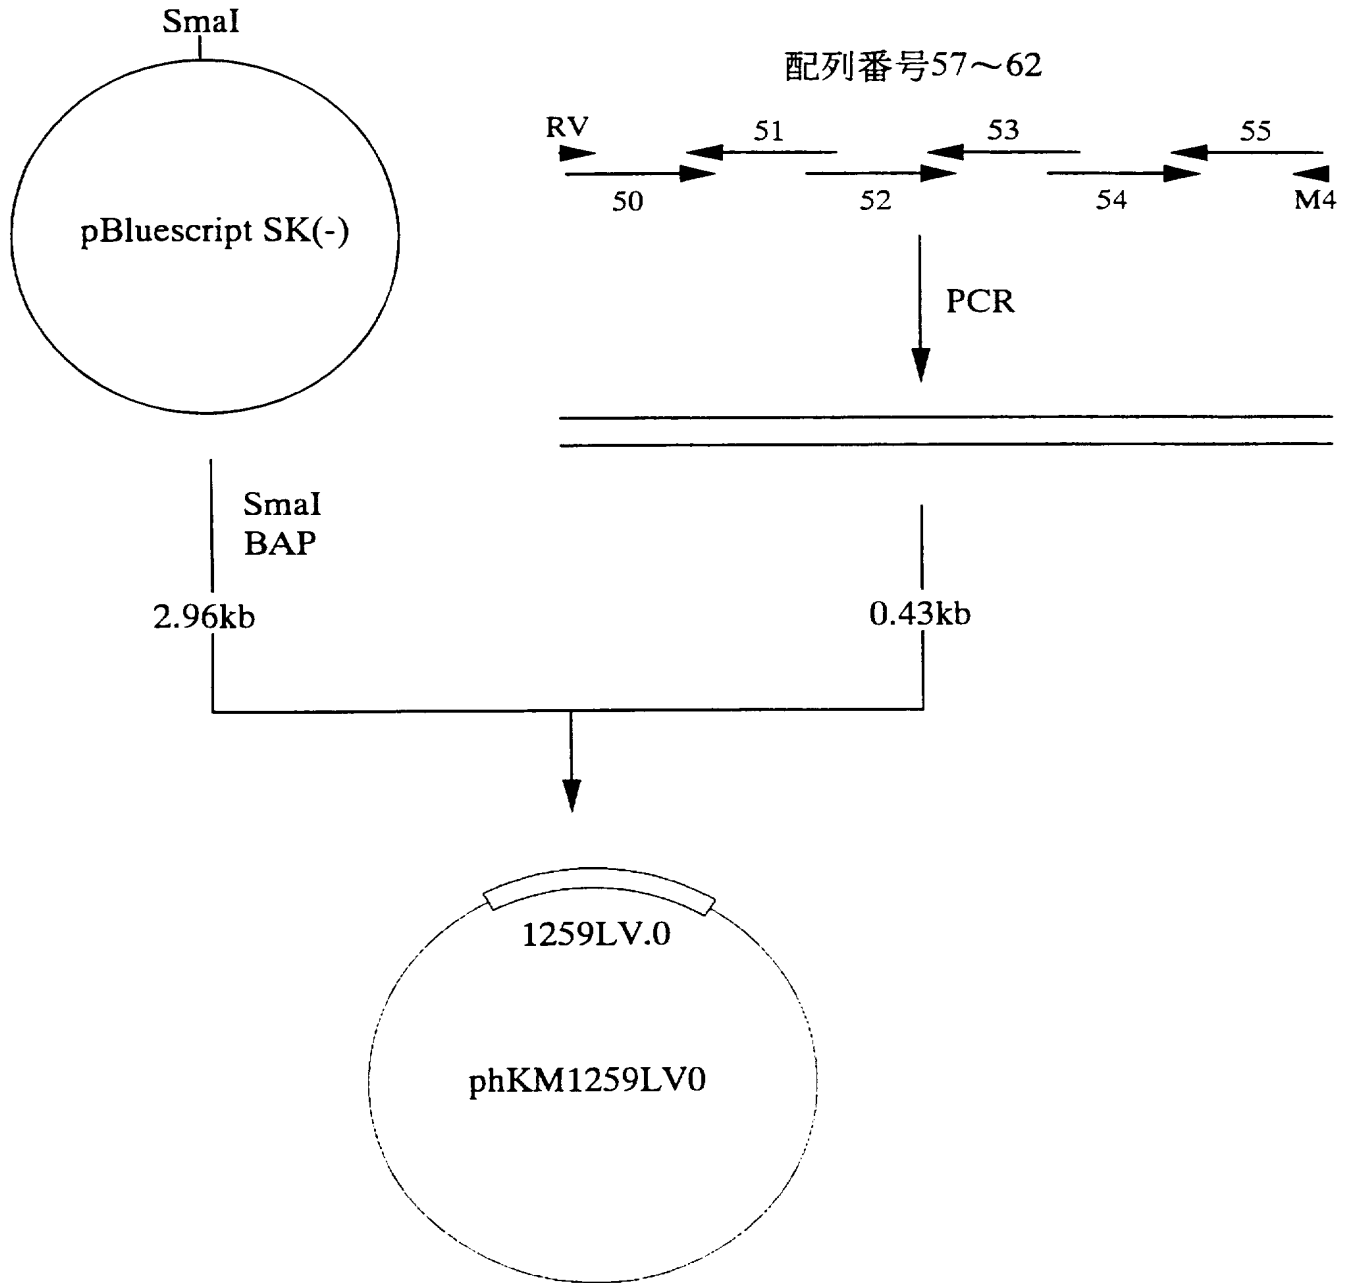 SmaI
配列番号57～62
RV
51
53
55
50
52
54
M4
pBluescript SK(-)
PCR
SmaI
BAP
2.96kb
0.43kb
1259LV.0
phKM1259LV0